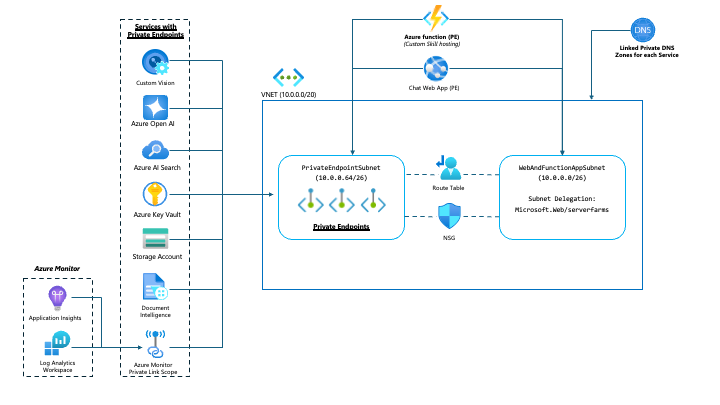 Services with
Private Endpoints
Custom Vision
Azure Open AI
Azure AI Search
Azure Key Vault
Storage Account
Document
Intelligence
Azure Monitor
Private Link Scope
Azure Monitor
Application Insights
Log Analytics
Workspace
Azure function (PE)
(Custom Skill hosting)
Chat Web App (PE)
DNS
Linked Private DNS
Zones for each Service
VNET (10.0.0.0/20)
PrivateEndpointSubnet
(10.0.0.64/26)
Private Endpoints
Route Table
NSG
WebAndFunctionAppSubnet
(10.0.0.0/26)
Subnet Delegation:
Microsoft.Web/serverfarms